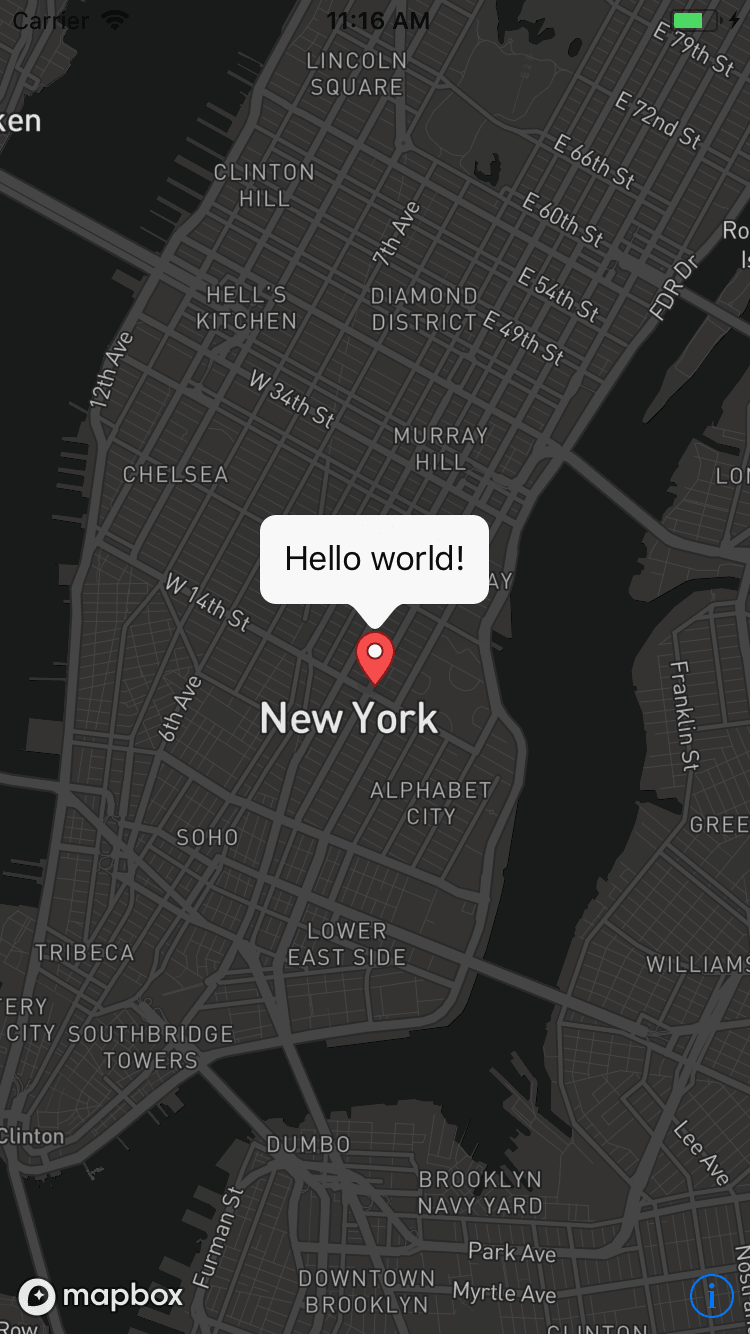 Carrier
11:16 AM
E 79th St
LINCOLN
SQUARE
E 72nd St
ken
E 66th St
CLINTON
HILL
E 60th St
7th Ave
Ro
Is
FDR Dr
E 54th St
HELL'S
KITCHEN
DIAMOND
DISTRICT
E 49th St
12th Ave
W 34th St
MURRAY
HILL
CHELSEA
LON
Hello world!
AY
W 14th St
6th Ave
Franklin St
New York
ALPHABET
CITY
GREE
SOHO
LOWER
EAST SIDE
TRIBECA
WILLIAMS
TERY
CITY
SOUTHBRIDGE
TOWERS
Clinton
DUMBO
Lee Ave
BROOKLYN
NAVY YARD
Furman St
Park Ave
DOWNTOWN
BROOKLYN
Myrtle Ave
Nostr
mapbox
i
Row
CLINTON